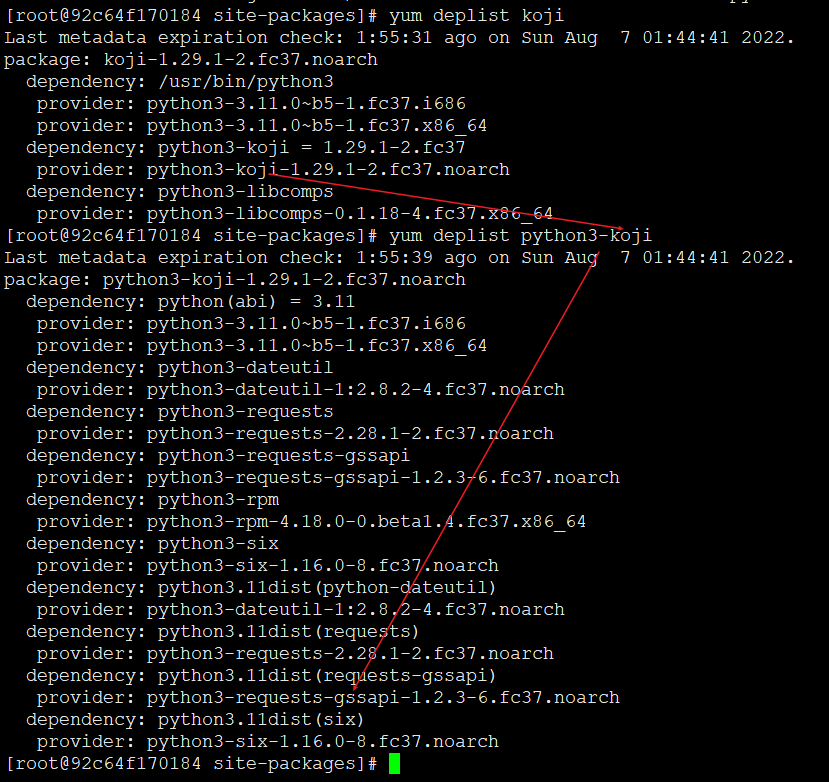 [root@92c64f170184 site-packages]# yum deplist koji
Last metadata expiration check: 1:55:31 ago on Sun Aug  7 01:44:41 2022.
package: koji-1.29.1-2.fc37.noarch
  dependency: /usr/bin/python3
   provider: python3-3.11.0~b5-1.fc37.i686
   provider: python3-3.11.0~b5-1.fc37.x86_64
  dependency: python3-koji = 1.29.1-2.fc37
   provider: python3-koji-1.29.1-2.fc37.noarch
  dependency: python3-libcomps
   provider: python3-libcomps-0.1.18-4.fc37.x86_64
[root@92c64f170184 site-packages]# yum deplist python3-koji
Last metadata expiration check: 1:55:39 ago on Sun Aug  7 01:44:41 2022.
package: python3-koji-1.29.1-2.fc37.noarch
  dependency: python(abi) = 3.11
   provider: python3-3.11.0~b5-1.fc37.i686
   provider: python3-3.11.0~b5-1.fc37.x86_64
  dependency: python3-dateutil
   provider: python3-dateutil-1:2.8.2-4.fc37.noarch
  dependency: python3-requests
   provider: python3-requests-2.28.1-2.fc37.noarch
  dependency: python3-requests-gssapi
   provider: python3-requests-gssapi-1.2.3-6.fc37.noarch
  dependency: python3-rpm
   provider: python3-rpm-4.18.0-0.beta1.4.fc37.x86_64
  dependency: python3-six
   provider: python3-six-1.16.0-8.fc37.noarch
  dependency: python3.11dist(python-dateutil)
   provider: python3-dateutil-1:2.8.2-4.fc37.noarch
  dependency: python3.11dist(requests)
   provider: python3-requests-2.28.1-2.fc37.noarch
  dependency: python3.11dist(requests-gssapi)
   provider: python3-requests-gssapi-1.2.3-6.fc37.noarch
  dependency: python3.11dist(six)
   provider: python3-six-1.16.0-8.fc37.noarch
[root@92c64f170184 site-packages]#